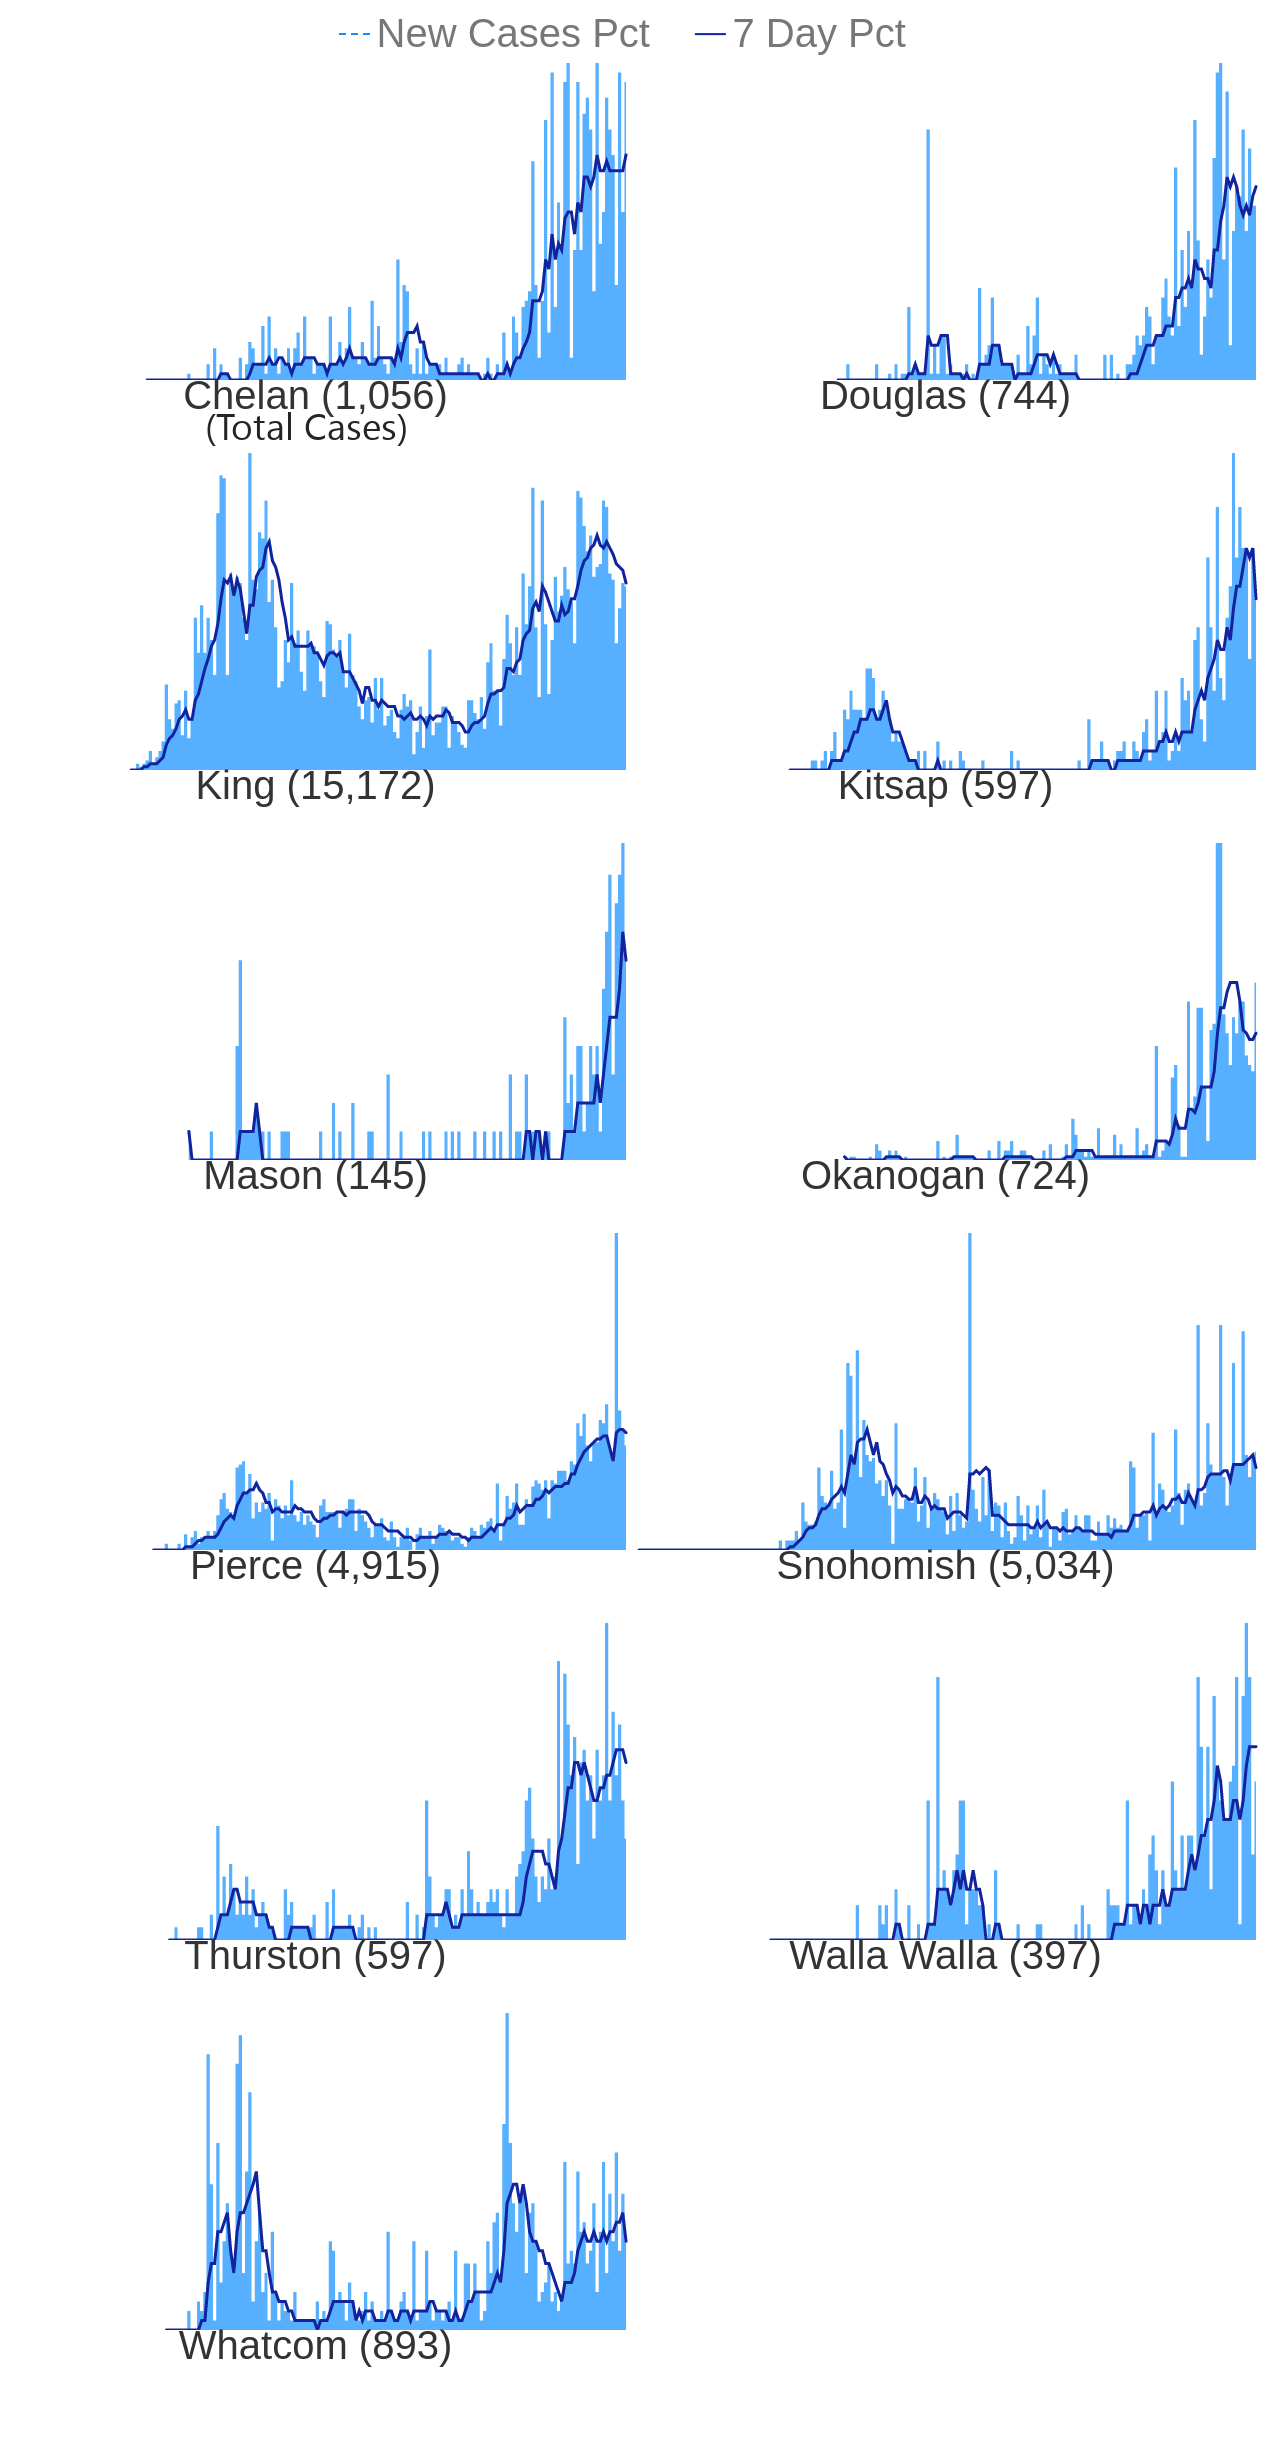 New Cases Pct 7 Day Pct
Chelan (1,056) Douglas (744)
(Total Cases)
King (15,172) Kitsap (597)
Mason (145) Okanogan (724)
Pierce (4,915) Snohomish (5,034)
Thurston (597) Walla Walla (397)
Whatcom (893)